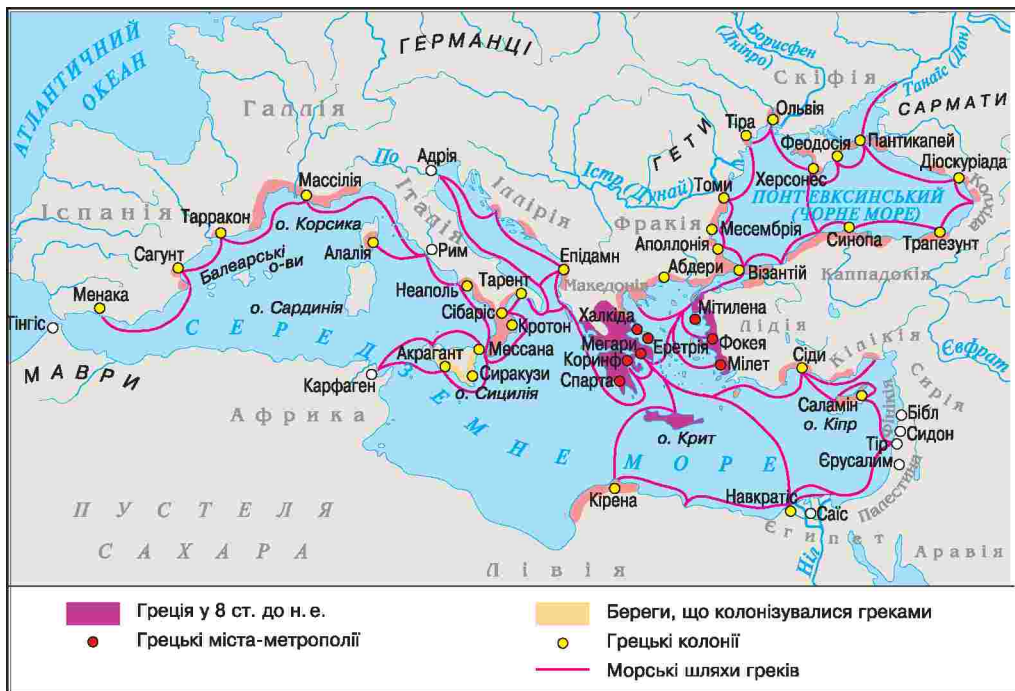 АТЛАНТИЧНИЙ
ОКЕАН
ГЕРМАНЦІ
Борисфен
(Дніпро)
Скіфія
Танаїс (Дон)
САРМАТИ
Галлія
Ольвія
Тіра
Феодосія
Пантикапей
ГЕТИ
Діоскуріада
По
Адрія
Істр (Дунай)
Колхіда
Херсонес
Томи
ПОНТ ЕВКСИНСЬКИЙ
(ЧОРНЕ МОРЕ)
Массілія
Італія
Іллірія
Іспанія
Тарракон
о. Корсика
Фракія
Месембрія
Синопа
Трапезунт
Аполлонія
Сагунт
Балеарські
о-ви
Алалія
Рим
Епідамн
Абдери
Візантій
Каппадокія
Тарент
Македонія
Менака
о. Сардинія
Неаполь
Мітилена
Халкіда
Лідія
Тінгіс
Сібаріс
Кротон
Мегари
Еретрія
Фокея
Кілікія
Євфрат
СЕРЕДЗЕМНЕ МОРЕ
Акрагант
Мессана
Коринф
Мілет
Сіди
МАВРИ
Карфаген
Сиракузи
Спарта
Сирія
о. Сицилія
Саламін
Фінікія
Бібл
Африка
о. Кіпр
Сидон
о. Крит
Тір
Єрусалим
Палестина
Кірена
Навкратіс
Саїс
ПУСТЕЛЯ
САХАРА
Єгипет
Аравія
Лівія
Ніл
Греція у 8 ст. до н. е.
Береги, що колонізувалися греками
Грецькі міста-метрополії
Грецькі колонії
Морські шляхи греків